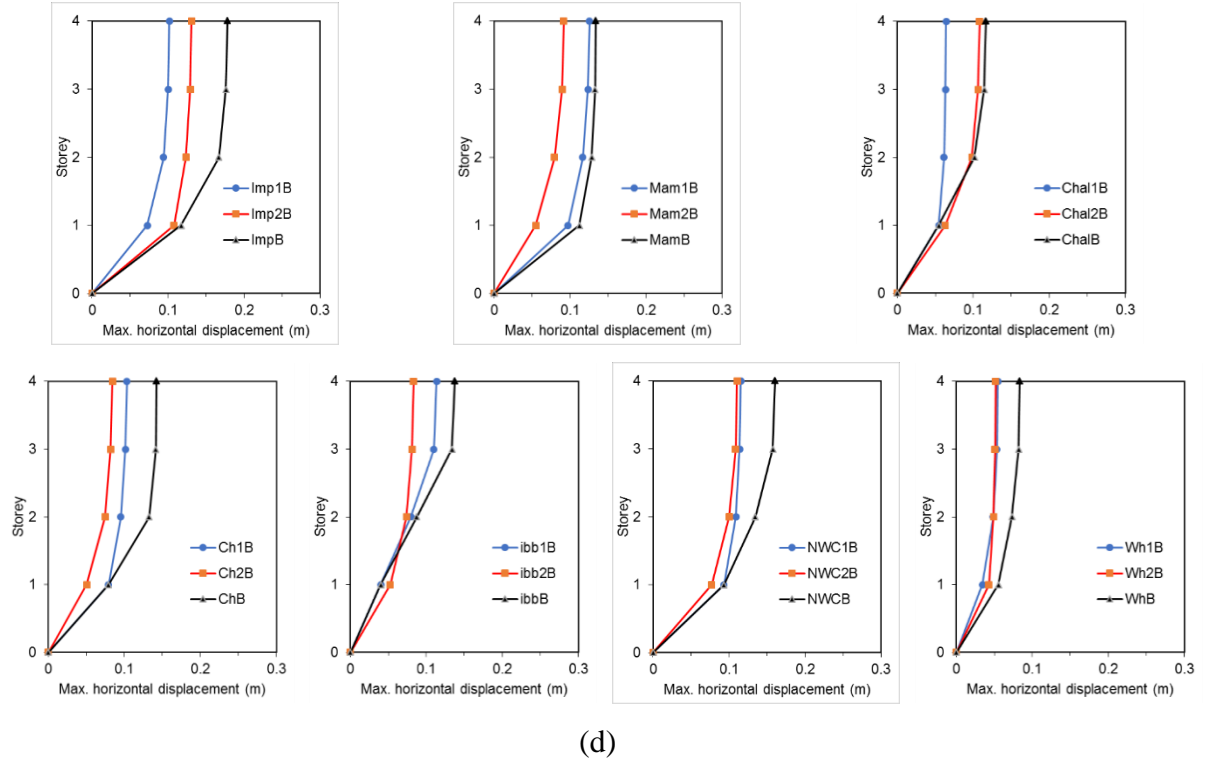 4
3
2
1
0
Storey
Imp1B
Imp2B
ImpB
0 0.1 0.2 0.3
Max. horizontal displacement (m)
4
3
2
1
0
Storey
Mam1B
Mam2B
MamB
0 0.1 0.2 0.3
Max. horizontal displacement (m)
4
3
2
1
0
Storey
Chal1B
Chal2B
ChalB
0 0.1 0.2 0.3
Max. horizontal displacement (m)
4
3
2
1
0
Storey
Ch1B
Ch2B
ChB
0 0.1 0.2 0.3
Max. horizontal displacement (m)
4
3
2
1
0
Storey
ibb1B
ibb2B
ibbB
0 0.1 0.2 0.3
Max. horizontal displacement (m)
4
3
2
1
0
Storey
NWC1B
NWC2B
NWCB
0 0.1 0.2 0.3
Max. horizontal displacement (m)
4
3
2
1
0
Storey
Wh1B
Wh2B
WhB
0 0.1 0.2 0.3
Max. horizontal displacement (m)
(d)